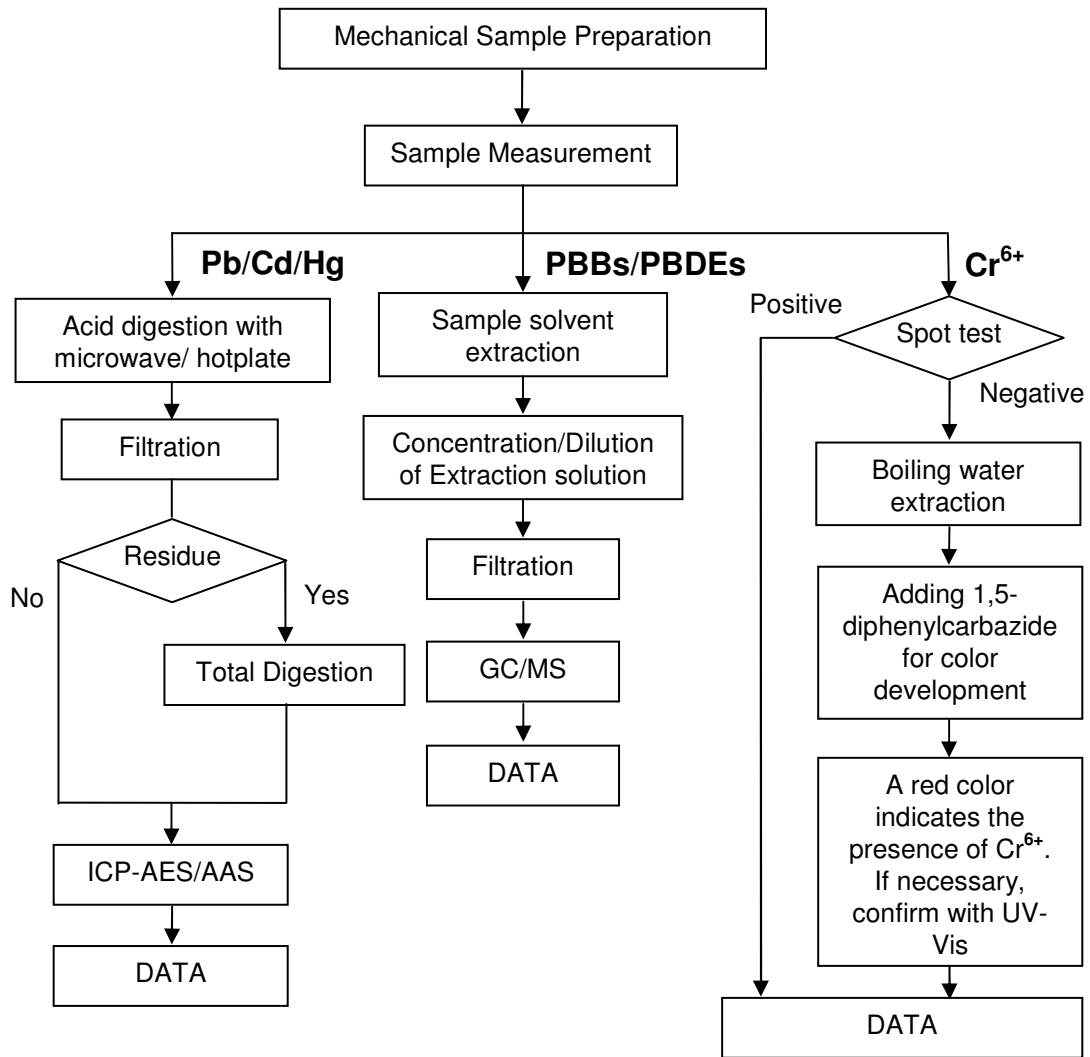 Mechanical Sample Preparation
Sample Measurement
Pb/Cd/Hg
Acid digestion with
microwave/ hotplate
Filtration
Residue
No
Yes
Total Digestion
ICP-AES/AAS
DATA
PBBs/PBDEs
Sample solvent
extraction
Concentration/Dilution
of Extraction solution
Filtration
GC/MS
DATA
Cr⁶⁺
Positive
Spot test
Negative
Boiling water
extraction
Adding 1,5-
diphenylcarbazide
for color
development
A red color
indicates the
presence of Cr⁶⁺.
If necessary,
confirm with UV-
Vis
DATA